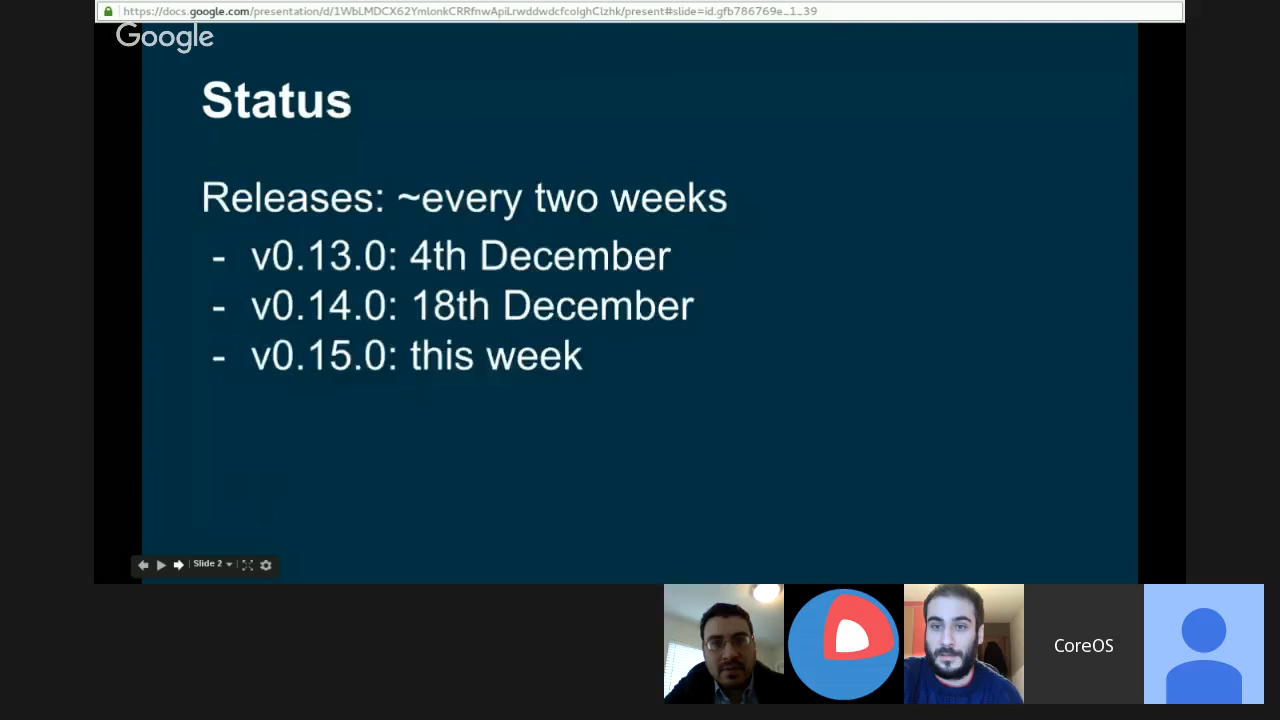 https://docs.google.com/presentation/d/1WbLMDCX62YmlonkCRRfnwApiLrwddwdcfcoIghClzhk/present#slide=id.gfb786769e_1_39
Google
Status
Releases: ~every two weeks
- v0.13.0: 4th December
- v0.14.0: 18th December
- v0.15.0: this week
Slide 2
CoreOS